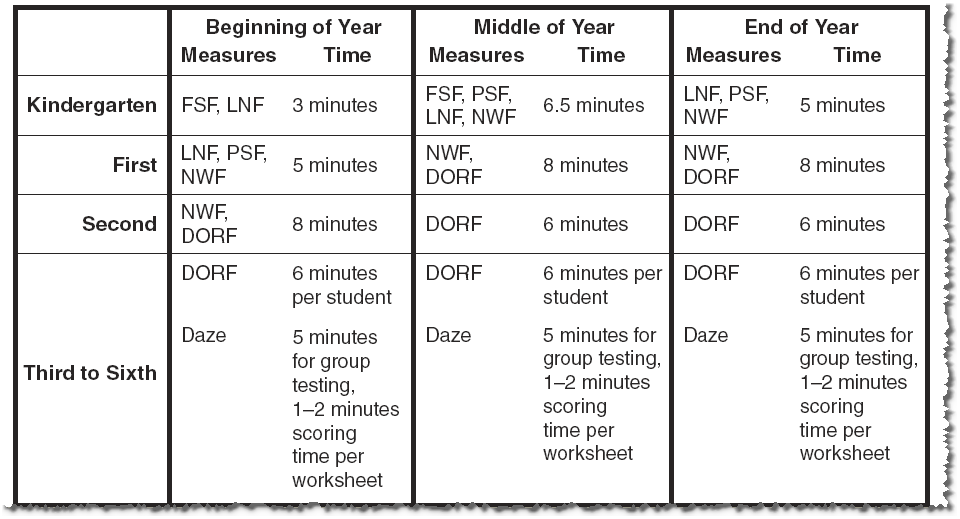 Beginning of Year Middle of Year End of Year
Measures Time Measures Time Measures Time
Kindergarten FSF, LNF 3 minutes FSF, PSF, LNF, NWF 6.5 minutes LNF, PSF, NWF 5 minutes
First LNF, PSF, NWF 5 minutes NWF, DORF 8 minutes NWF, DORF 8 minutes
Second NWF, DORF 8 minutes DORF 6 minutes DORF 6 minutes
Third to Sixth
DORF 6 minutes per student DORF 6 minutes per student DORF 6 minutes per student
Daze 5 minutes for group testing, 1–2 minutes scoring time per worksheet Daze 5 minutes for group testing, 1–2 minutes scoring time per worksheet Daze 5 minutes for group testing, 1–2 minutes scoring time per worksheet